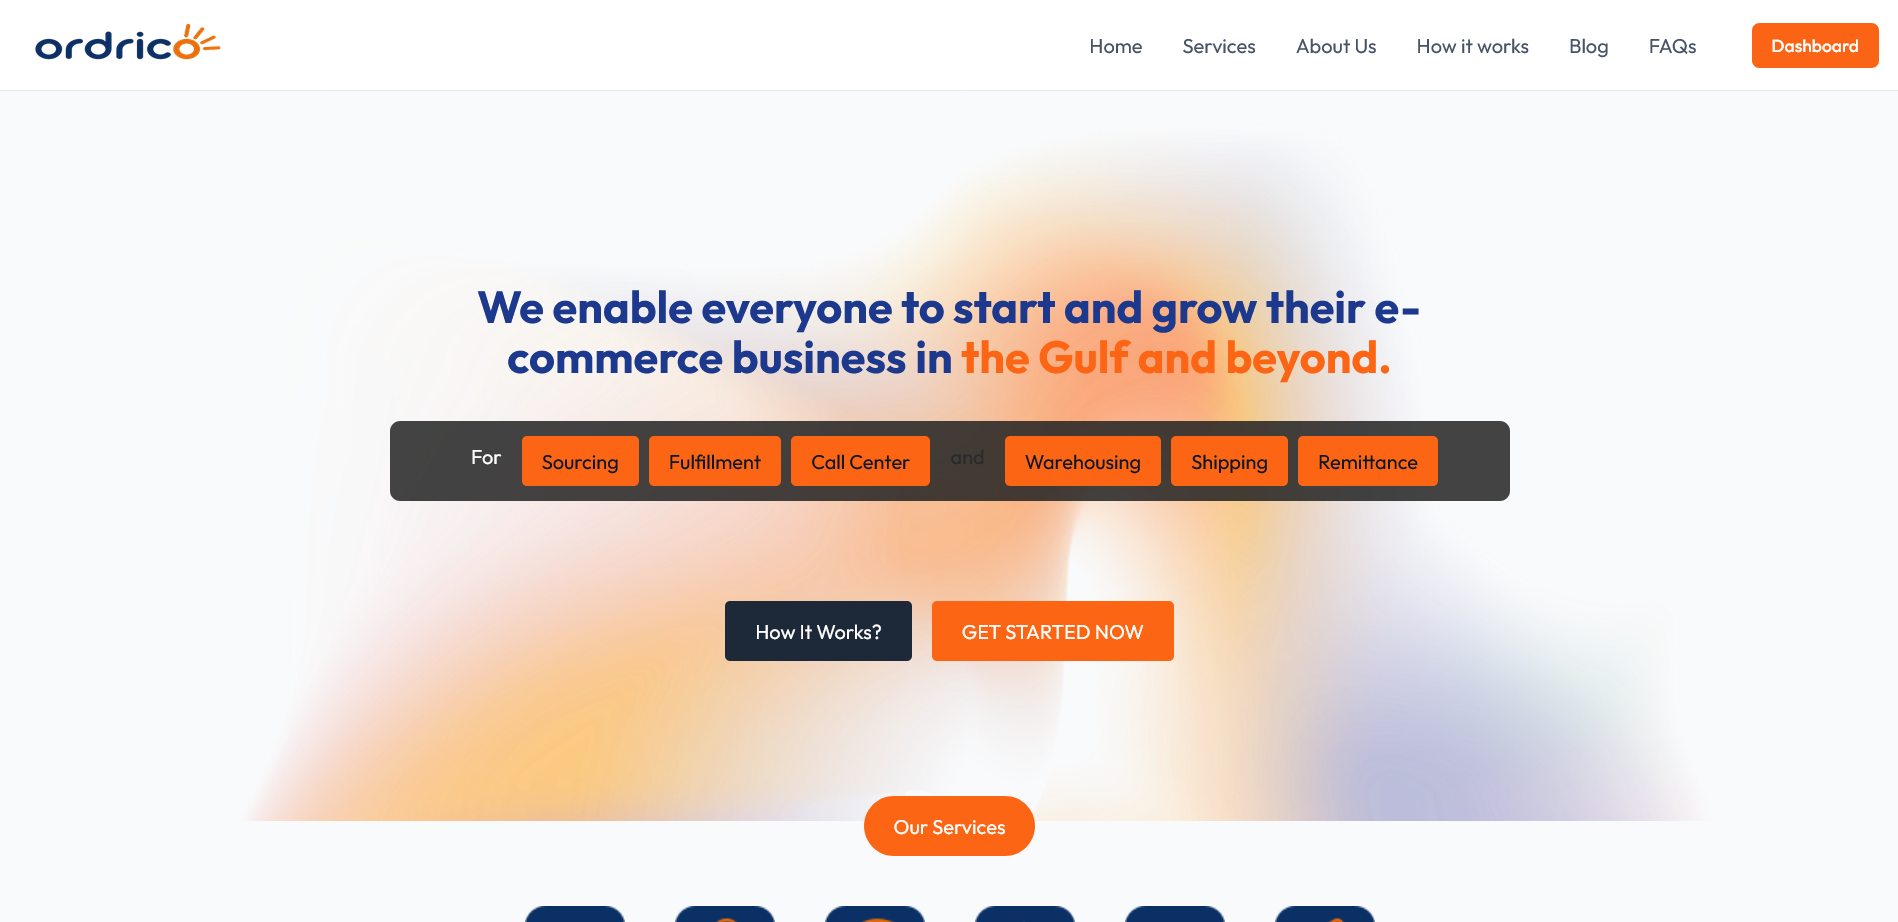 ordrico
Home Services About Us How it works Blog FAQs Dashboard
We enable everyone to start and grow their e-
commerce business in the Gulf and beyond.
For Sourcing Fulfillment Call Center and Warehousing Shipping Remittance
How It Works? GET STARTED NOW
Our Services